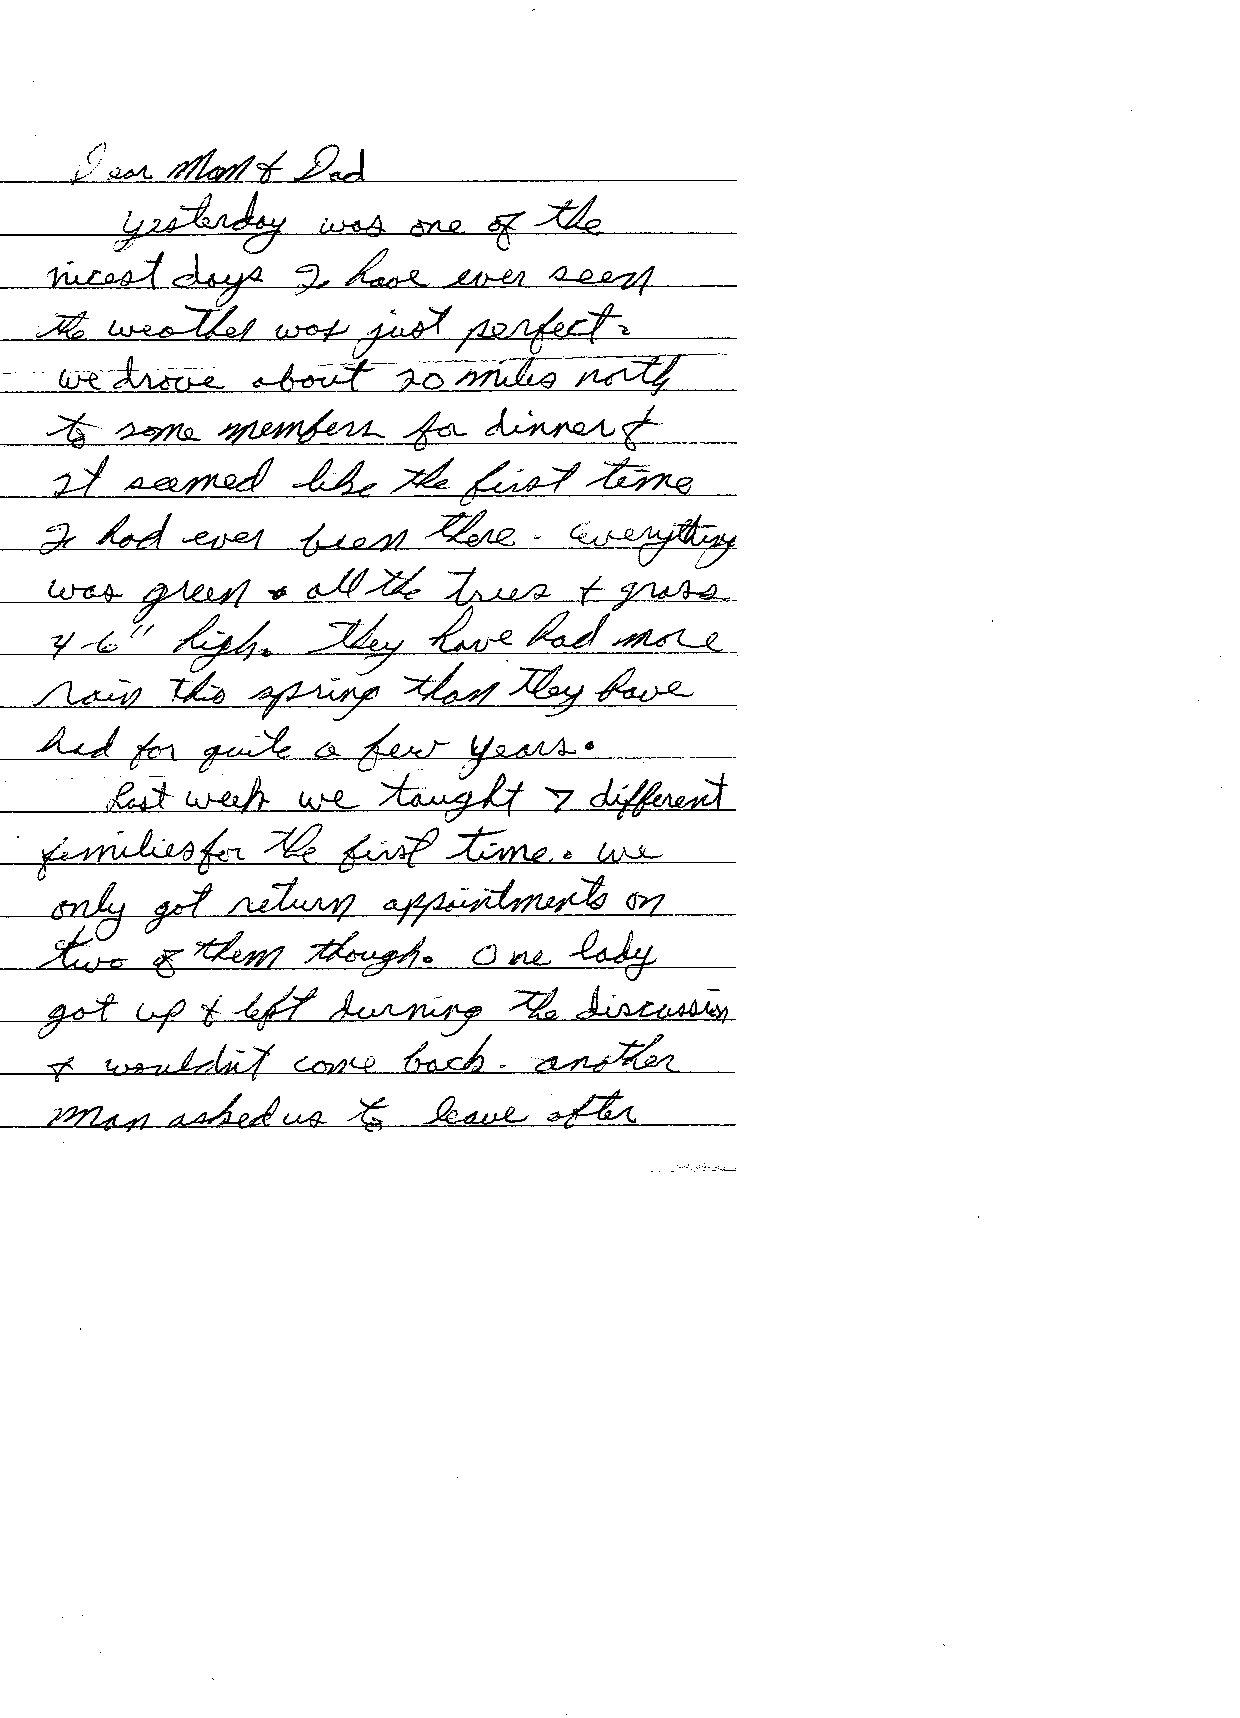 Dear Mom & Dad
yesterday was one of the
nicest days I have ever seen
the weather was just perfect.
we drove about 20 miles north
to some members for dinner &
It seemed like the first time
I had ever been there. everything
was green & all the trees & grass
4-6" high. They have had more
rain this spring than they have
had for quite a few years.
Last week we taught 7 different
families for the first time. we
only got return appointments on
two of them though. One lady
got up & left durning the discussion
& wouldn't come back. another
man asked us to leave after